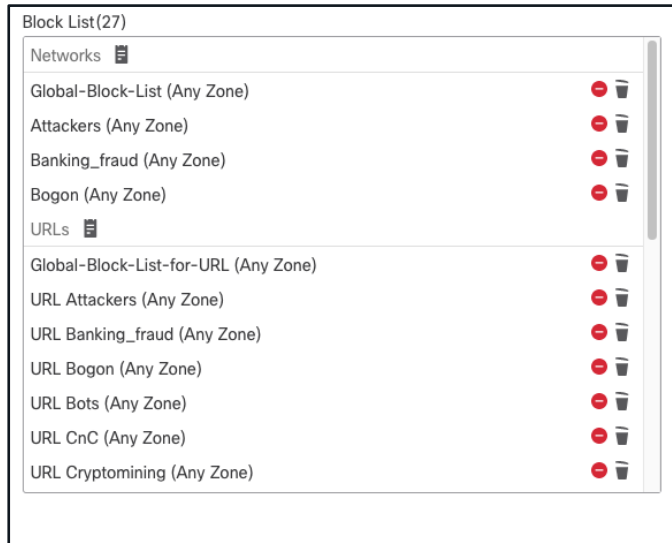 Block List(27)
Networks
Global-Block-List (Any Zone)
Attackers (Any Zone)
Banking_fraud (Any Zone)
Bogon (Any Zone)
URLs
Global-Block-List-for-URL (Any Zone)
URL Attackers (Any Zone)
URL Banking_fraud (Any Zone)
URL Bogon (Any Zone)
URL Bots (Any Zone)
URL CnC (Any Zone)
URL Cryptomining (Any Zone)